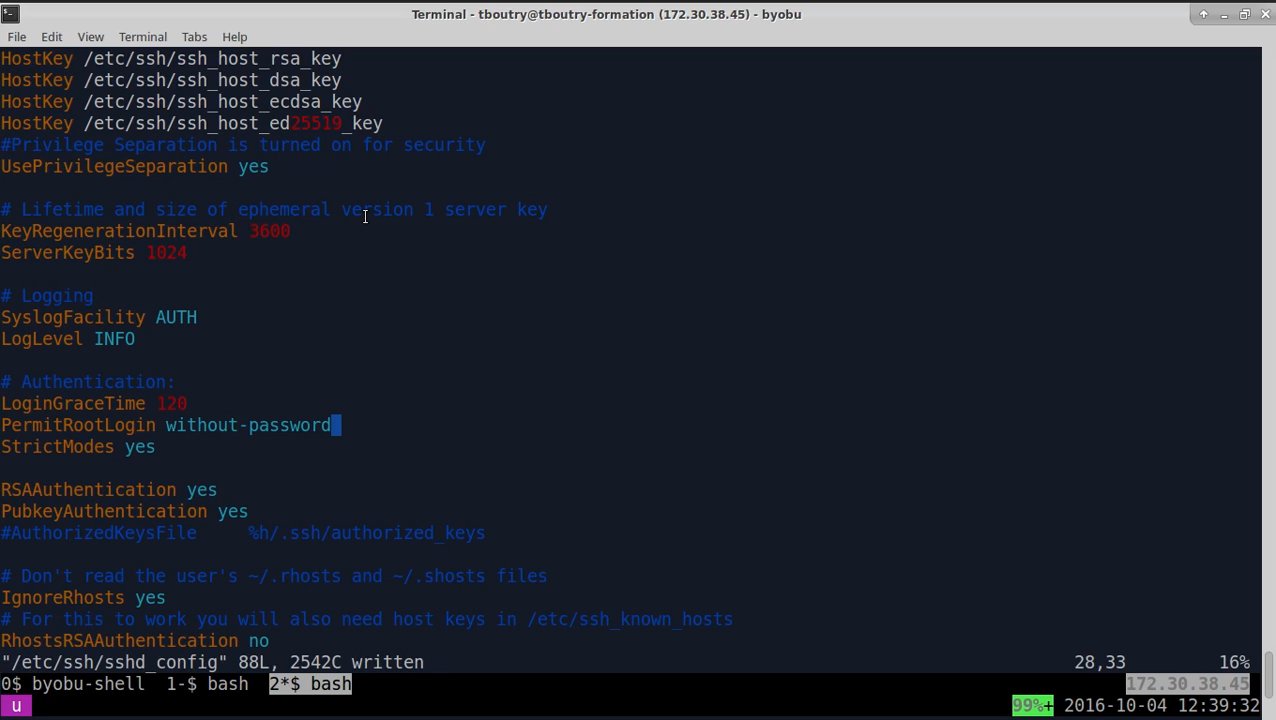 Terminal - tboutry@tboutry-formation (172.30.38.45) - byobu
File Edit View Terminal Tabs Help
HostKey /etc/ssh/ssh_host_rsa_key
HostKey /etc/ssh/ssh_host_dsa_key
HostKey /etc/ssh/ssh_host_ecdsa_key
HostKey /etc/ssh/ssh_host_ed25519_key
#Privilege Separation is turned on for security
UsePrivilegeSeparation yes
# Lifetime and size of ephemeral version 1 server key
KeyRegenerationInterval 3600
ServerKeyBits 1024
# Logging
SyslogFacility AUTH
LogLevel INFO
# Authentication:
LoginGraceTime 120
PermitRootLogin without-password
StrictModes yes
RSAAuthentication yes
PubkeyAuthentication yes
#AuthorizedKeysFile     %h/.ssh/authorized_keys
# Don't read the user's ~/.rhosts and ~/.shosts files
IgnoreRhosts yes
# For this to work you will also need host keys in /etc/ssh_known_hosts
RhostsRSAAuthentication no
"/etc/ssh/sshd_config" 88L, 2542C written 28,33 16%
0$ byobu-shell  1-$ bash  2*$ bash 172.30.38.45
u 99%+ 2016-10-04 12:39:32